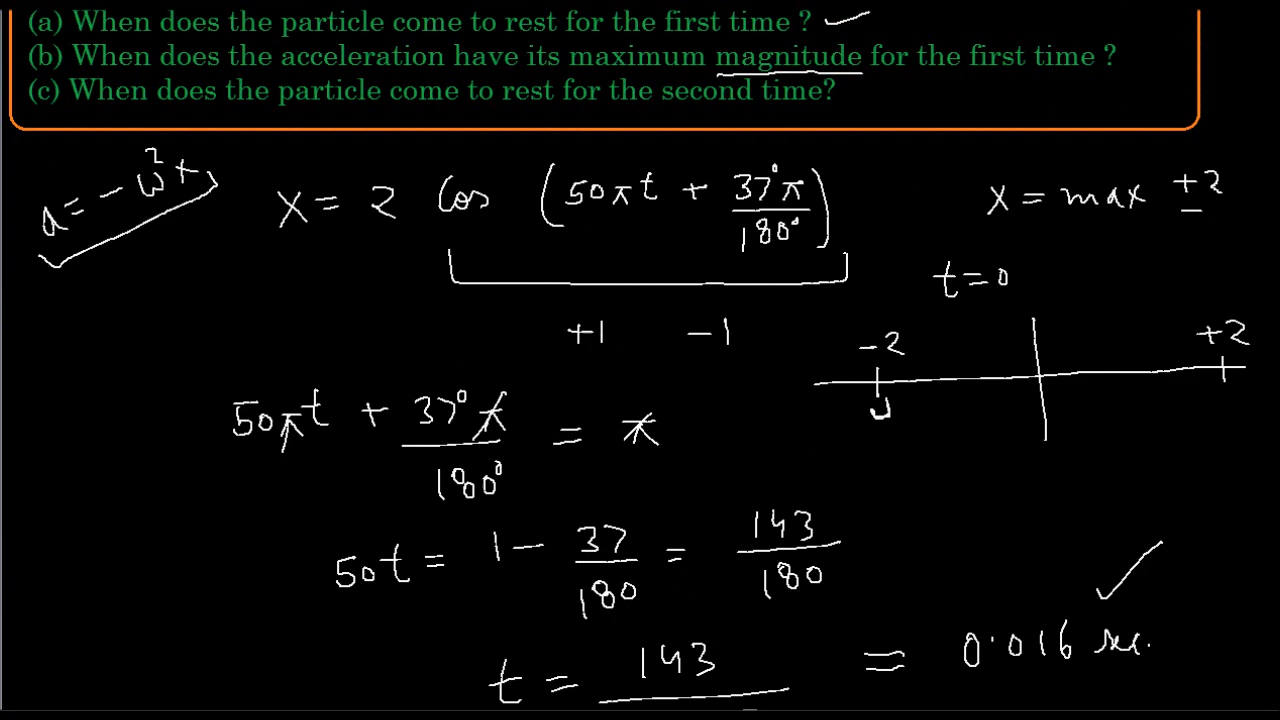 (a) When does the particle come to rest for the first time ?
(b) When does the acceleration have its maximum magnitude for the first time ?
(c) When does the particle come to rest for the second time?
a = - ω²x
x = 2 cos (50πt + 37°π/180°)
x = max ±2
t = 0
+1 -1
-2 +2
50πt + 37°π/180° = π
50t = 1 - 37/180 = 143/180
t = 143 = 0.016 sec.